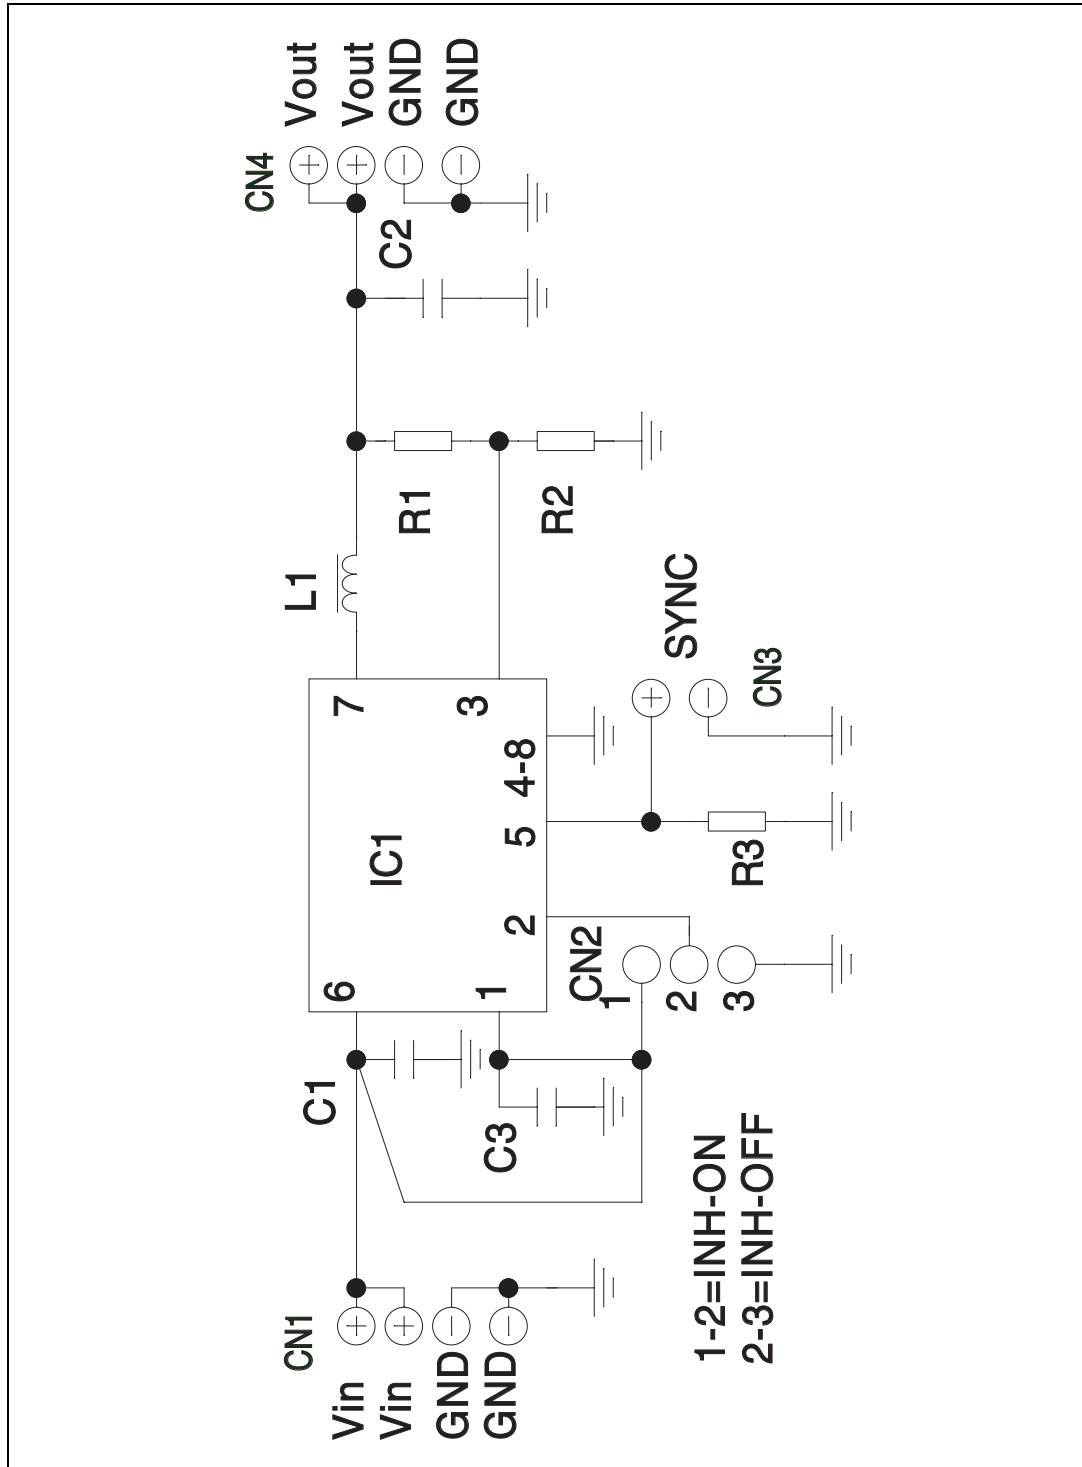 CN1
Vin
Vin
GND
GND
C1
C3
6
1
IC1
7
3
2
5
4-8
CN2
1
2
3
R3
SYNC
CN3
L1
R1
R2
C2
CN4
Vout
Vout
GND
GND
1-2=INH-ON
2-3=INH-OFF